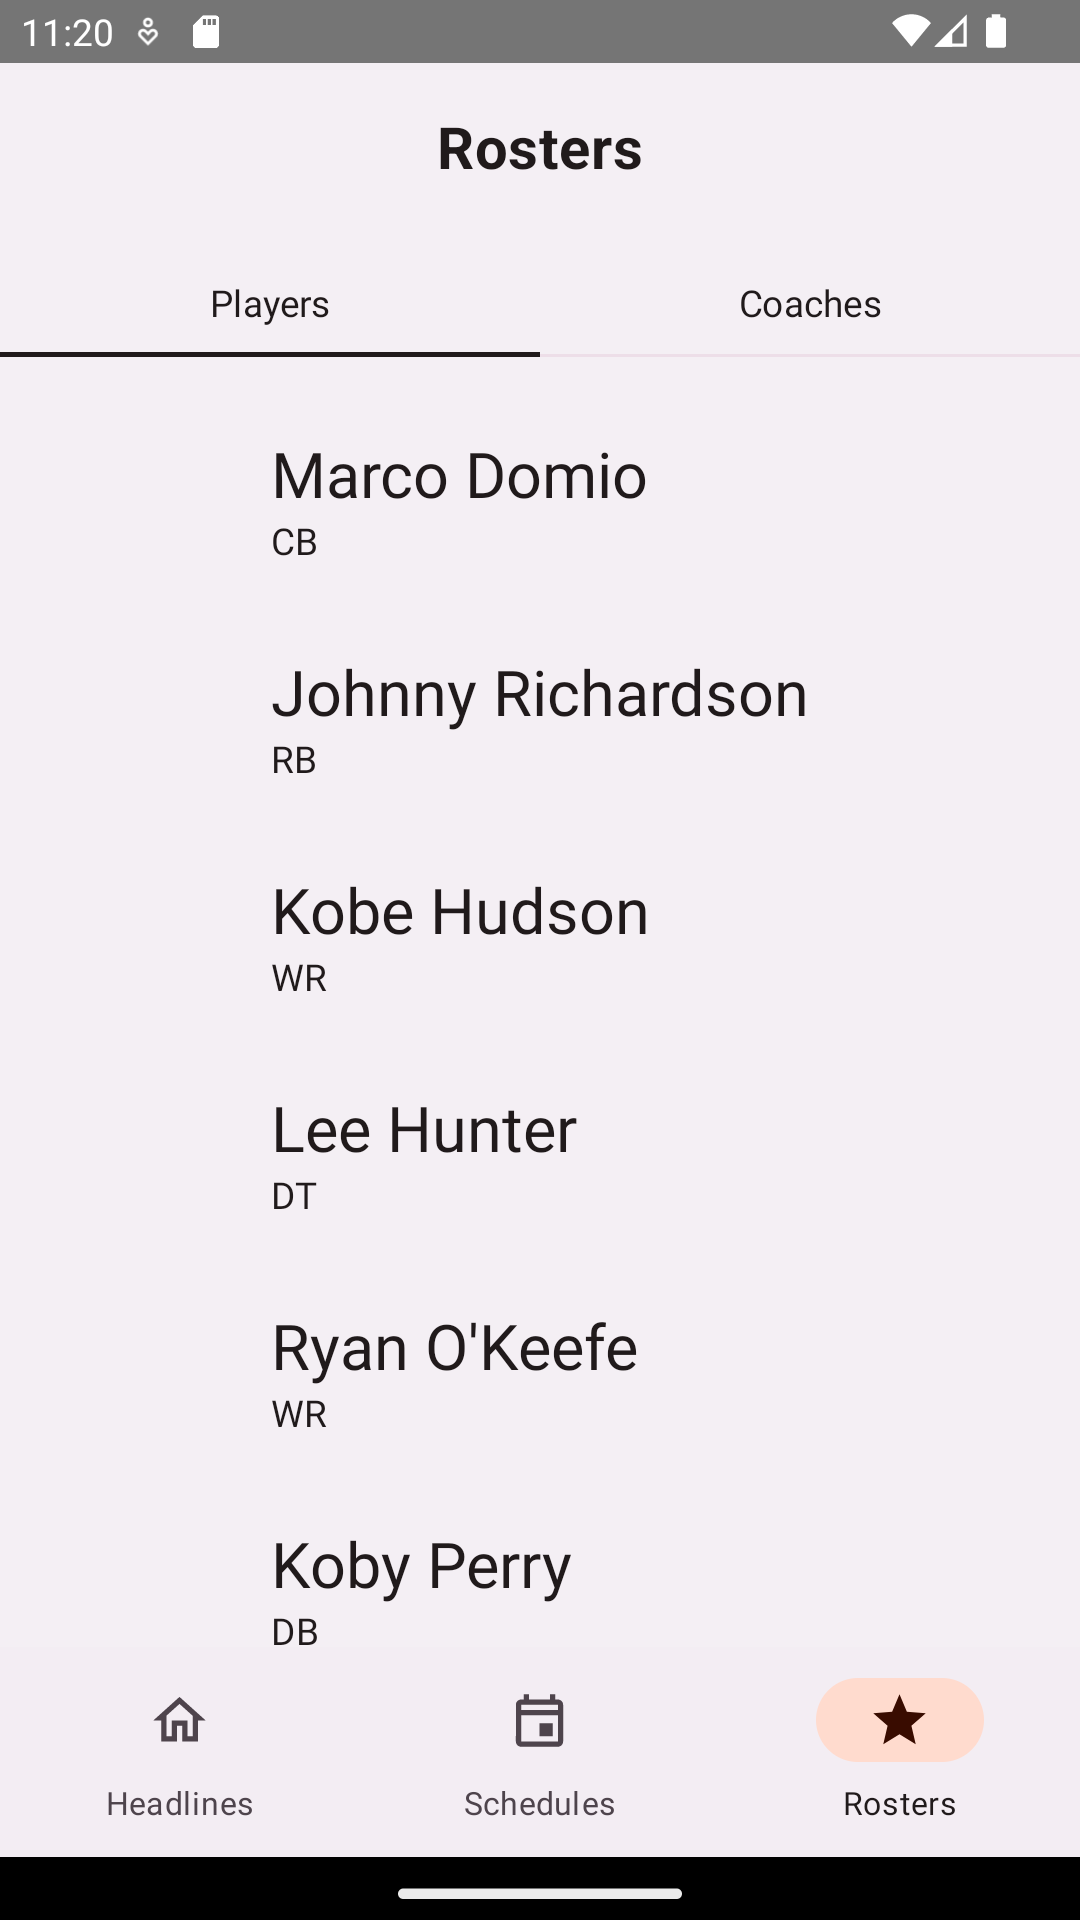 11:20
Rosters
Players
Coaches
Marco Domio
CB
Johnny Richardson
RB
Kobe Hudson
WR
Lee Hunter
DT
Ryan O'Keefe
WR
Koby Perry
DB
Headlines
Schedules
Rosters